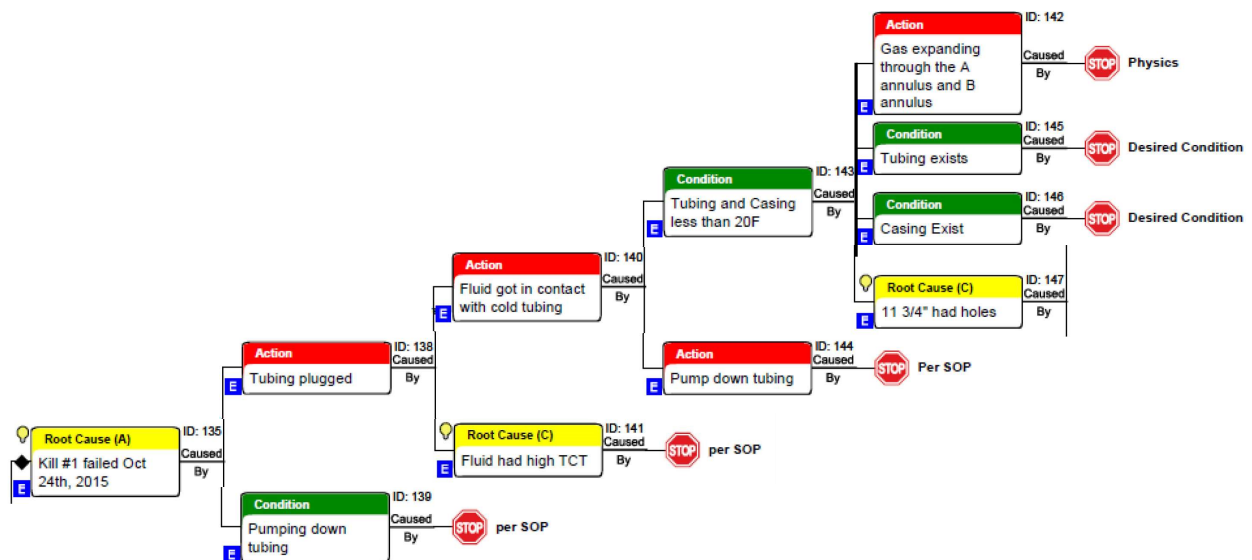 Action
ID: 142
Gas expanding
through the A
annulus and B
annulus
Caused
By
STOP
Physics
E
Condition
ID: 145
Tubing exists
Caused
By
STOP
Desired Condition
E
Condition
ID: 143
Tubing and Casing
less than 20F
Caused
By
E
Condition
ID: 146
Casing Exist
Caused
By
STOP
Desired Condition
E
Action
ID: 140
Fluid got in contact
with cold tubing
Caused
By
E
Root Cause (C)
ID: 147
11 3/4" had holes
Caused
By
E
Action
ID: 138
Tubing plugged
Caused
By
E
Action
ID: 144
Pump down tubing
Caused
By
STOP
Per SOP
E
Root Cause (A)
ID: 135
Kill #1 failed Oct
24th, 2015
Caused
By
E
Root Cause (C)
ID: 141
Fluid had high TCT
Caused
By
STOP
per SOP
E
Condition
ID: 139
Pumping down
tubing
Caused
By
STOP
per SOP
E